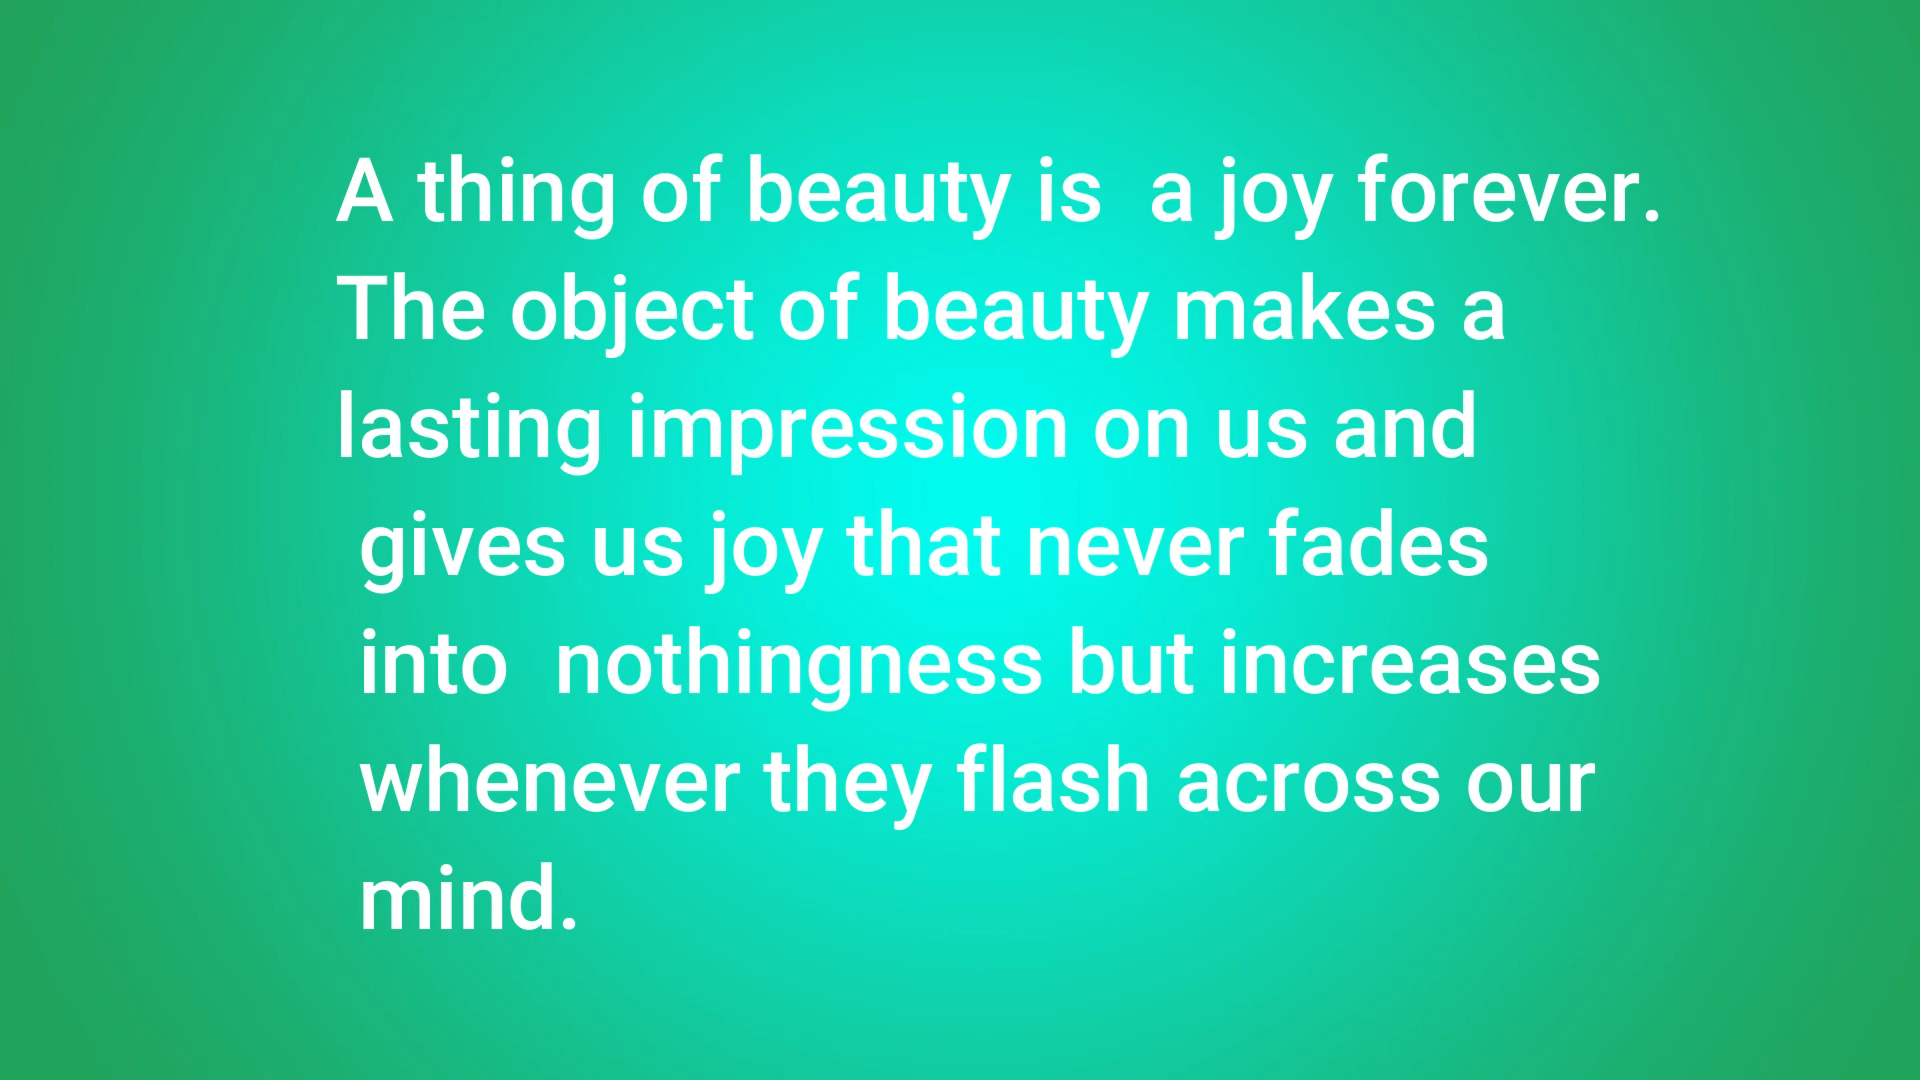 A thing of beauty is  a joy forever.
The object of beauty makes a
lasting impression on us and
gives us joy that never fades
into  nothingness but increases
whenever they flash across our
mind.